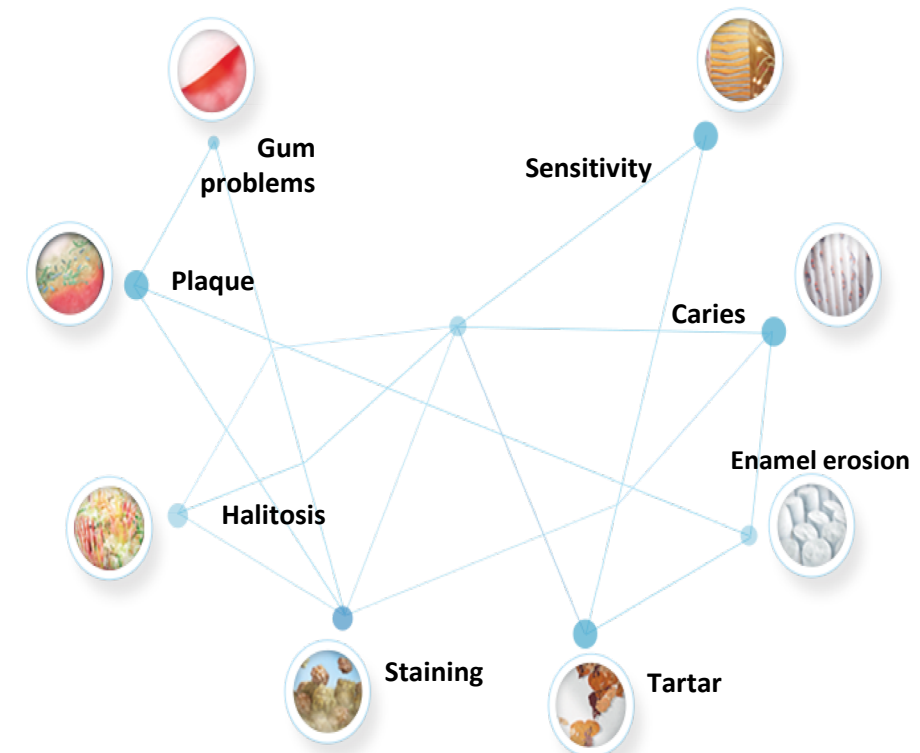 Gum
problems
Sensitivity
Plaque
Caries
Enamel erosion
Halitosis
Staining
Tartar